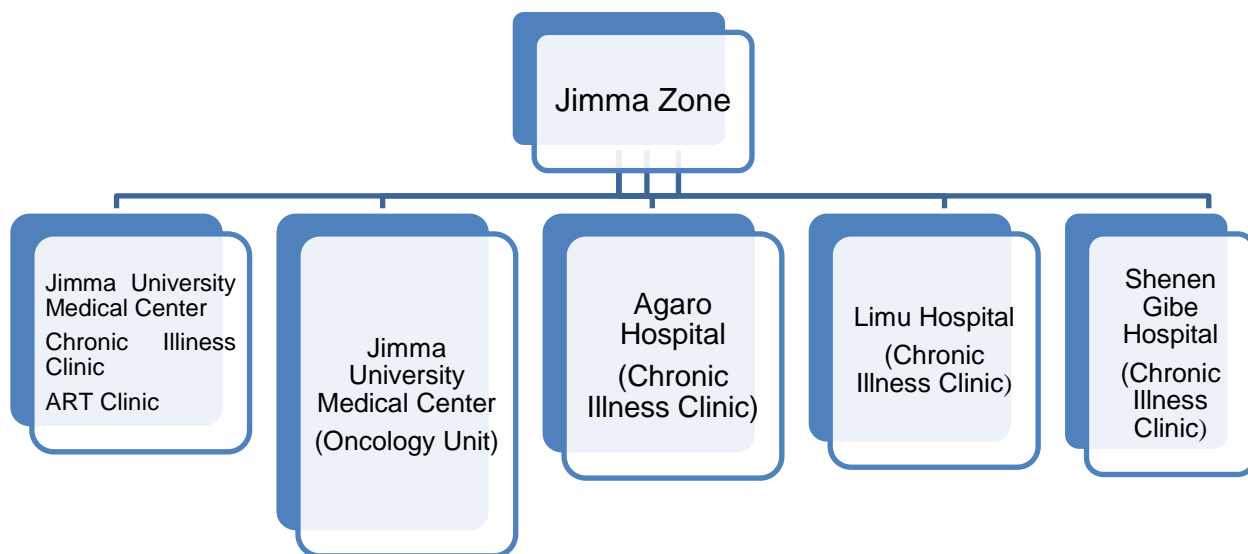 Jimma Zone
Jimma University
Medical Center
Chronic Illiness
Clinic
ART Clinic
Jimma
University
Medical Center
(Oncology Unit)
Agaro
Hospital
(Chronic
Illness Clinic)
Limu Hospital
(Chronic
Illness Clinic)
Shenen
Gibe
Hospital
(Chronic
Illness
Clinic)